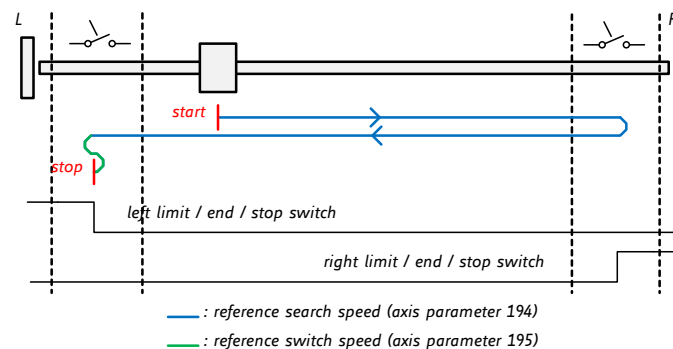 L
R
start
stop
left limit / end / stop switch
right limit / end / stop switch
: reference search speed (axis parameter 194)
: reference switch speed (axis parameter 195)